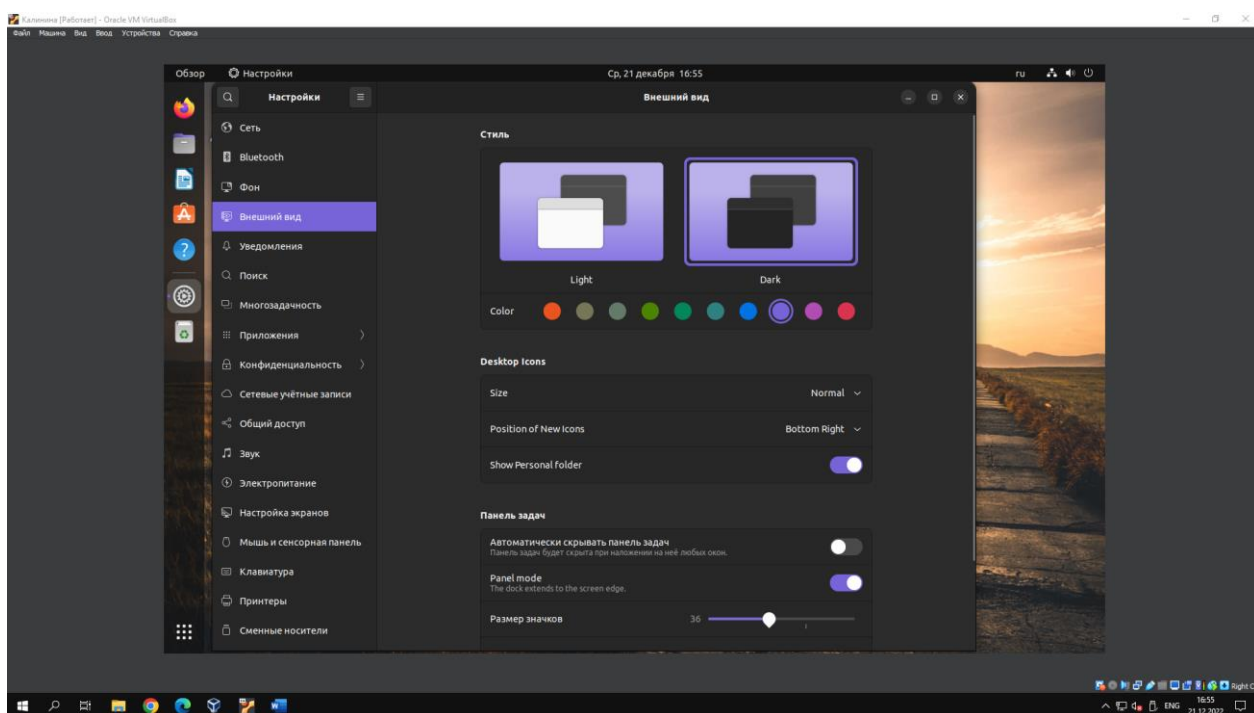 Калинина [Работает] - Oracle VM VirtualBox
Файл Машина Вид Ввод Устройства Справка
Обзор Настройки Ср, 21 декабря 16:55 ru
Настройки Внешний вид
Сеть
Bluetooth
Фон
Внешний вид
Уведомления
Поиск
Многозадачность
Приложения
Конфиденциальность
Сетевые учётные записи
Общий доступ
Звук
Электропитание
Настройка экранов
Мышь и сенсорная панель
Клавиатура
Принтеры
Сменные носители
Стиль
Light Dark
Color
Desktop Icons
Size Normal
Position of New Icons Bottom Right
Show Personal folder
Панель задач
Автоматически скрывать панель задач
Панель задач будет скрыта при наложении на неё любых окон.
Panel mode
The dock extends to the screen edge.
Размер значков 36
Right C
ENG 16:55
21.12.2022